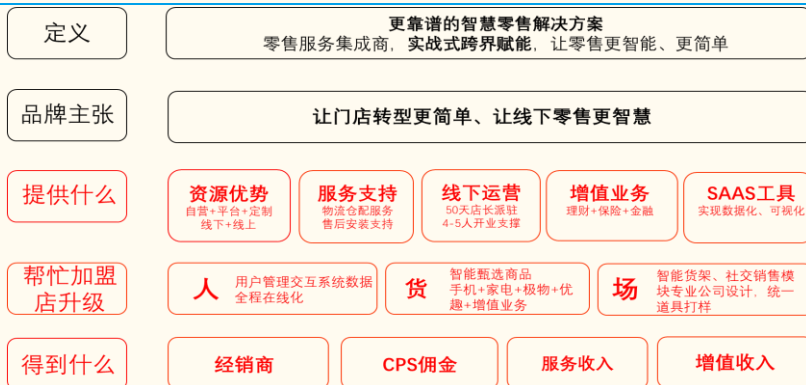 定义
更靠谱的智慧零售解决方案
零售服务集成商，实战式跨界赋能，让零售更智能、更简单
品牌主张
让门店转型更简单、让线下零售更智慧
提供什么
资源优势
自营+平台+定制
线下+线上
服务支持
物流仓配服务
售后安装支持
线下运营
50天店长派驻
4-5人开业支撑
增值业务
理财+保险+金融
SAAS工具
实现数据化、可视化
帮忙加盟
店升级
人
用户管理交互系统数据
全程在线化
货
智能甄选商品
手机+家电+极物+优
趣+增值业务
场
智能货架、社交销售模
块专业公司设计，统一
道具打样
得到什么
经销商
CPS佣金
服务收入
增值收入